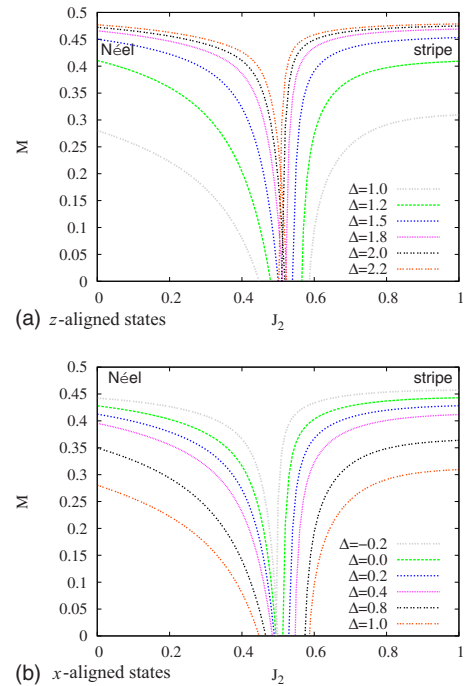 0.5
0.45
0.4
0.35
0.3
0.25
0.2
0.15
0.1
0.05
0
M
Néel
stripe
Δ=1.0
Δ=1.2
Δ=1.5
Δ=1.8
Δ=2.0
Δ=2.2
0 0.2 0.4 0.6 0.8 1
(a) z-aligned states J₂
0.5
0.45
0.4
0.35
0.3
0.25
0.2
0.15
0.1
0.05
0
M
Néel
stripe
Δ=−0.2
Δ=0.0
Δ=0.2
Δ=0.4
Δ=0.8
Δ=1.0
0 0.2 0.4 0.6 0.8 1
(b) x-aligned states J₂